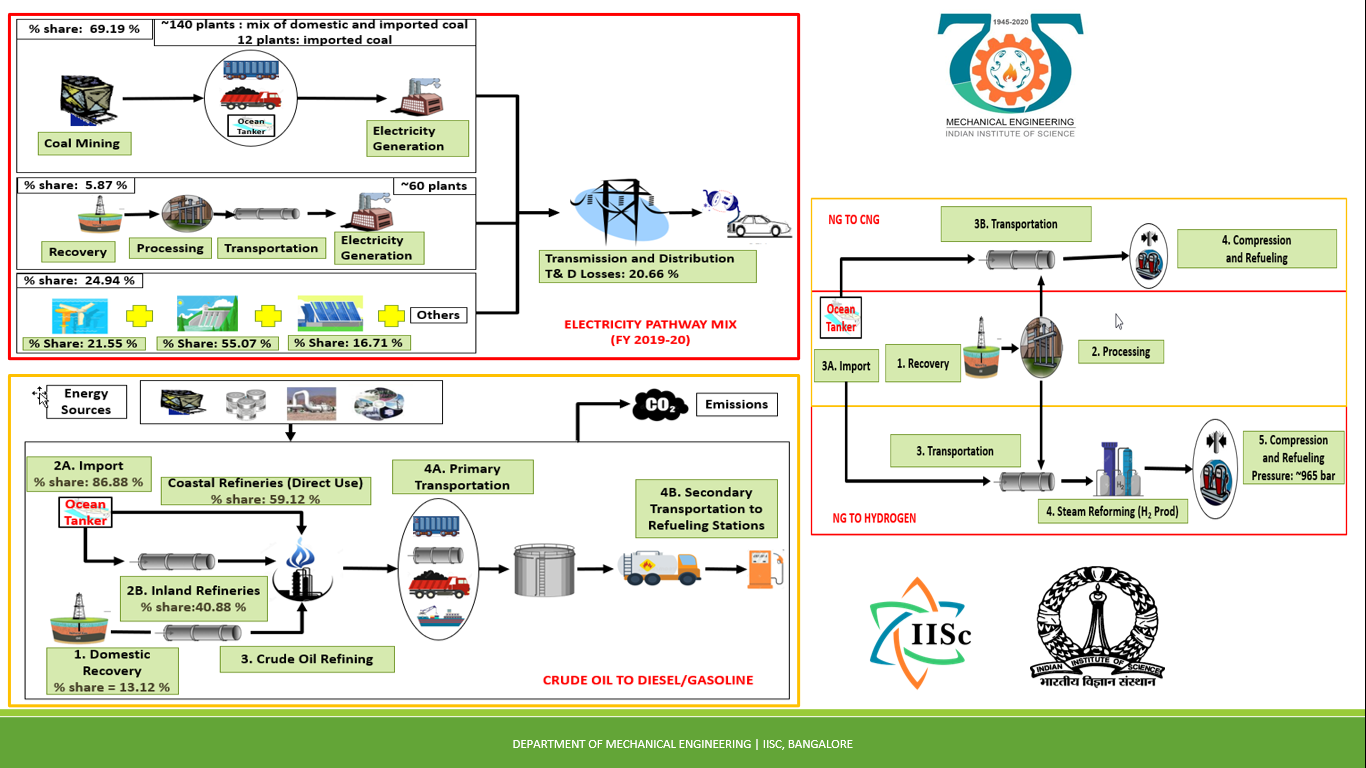 % share: 69.19 %
~140 plants : mix of domestic and imported coal
12 plants: imported coal
Ocean
Tanker
Coal Mining
Electricity
Generation
% share: 5.87 %
~60 plants
Recovery
Processing
Transportation
Electricity
Generation
% share: 24.94 %
Others
% Share: 21.55 %
% Share: 55.07 %
% Share: 16.71 %
Transmission and Distribution
T& D Losses: 20.66 %
ELECTRICITY PATHWAY MIX
(FY 2019-20)
Energy
Sources
CO2
Emissions
2A. Import
% share: 86.88 %
Ocean
Tanker
Coastal Refineries (Direct Use)
% share: 59.12 %
2B. Inland Refineries
% share:40.88 %
1. Domestic
Recovery
% share = 13.12 %
3. Crude Oil Refining
4A. Primary
Transportation
4B. Secondary
Transportation to
Refueling Stations
CRUDE OIL TO DIESEL/GASOLINE
1945-2020
MECHANICAL ENGINEERING
INDIAN INSTITUTE OF SCIENCE
NG TO CNG
3B. Transportation
4. Compression
and Refueling
Ocean
Tanker
3A. Import
1. Recovery
2. Processing
3. Transportation
H2
4. Steam Reforming (H2 Prod)
5. Compression
and Refueling
Pressure: ~965 bar
NG TO HYDROGEN
IISc
INDIAN INSTITUTE OF SCIENCE
भारतीय विज्ञान संस्थान
DEPARTMENT OF MECHANICAL ENGINEERING | IISC, BANGALORE